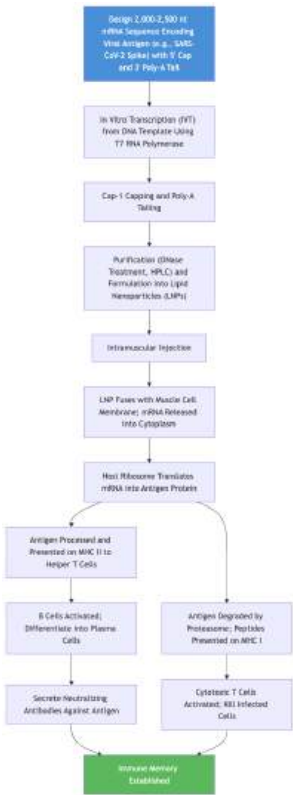 Design 2,000-2,500 nt
mRNA Sequence Encoding
Viral Antigen (e.g., SARS-
CoV-2 Spike) with 5' Cap
and 3' Poly-A Tail
In Vitro Transcription (IVT)
from DNA Template Using
T7 RNA Polymerase
Cap-1 Capping and Poly-A
Tailing
Purification (DNase
Treatment, HPLC) and
Formulation into Lipid
Nanoparticles (LNPs)
Intramuscular Injection
LNP Fuses with Muscle Cell
Membrane; mRNA Released
into Cytoplasm
Host Ribosome Translates
mRNA into Antigen Protein
Antigen Processed and
Presented on MHC II to
Helper T Cells
B Cells Activated;
Differentiate into Plasma
Cells
Secrete Neutralizing
Antibodies Against Antigen
Antigen Degraded by
Proteasome; Peptides
Presented on MHC I
Cytotoxic T Cells
Activated; Kill Infected
Cells
Immune Memory
Established